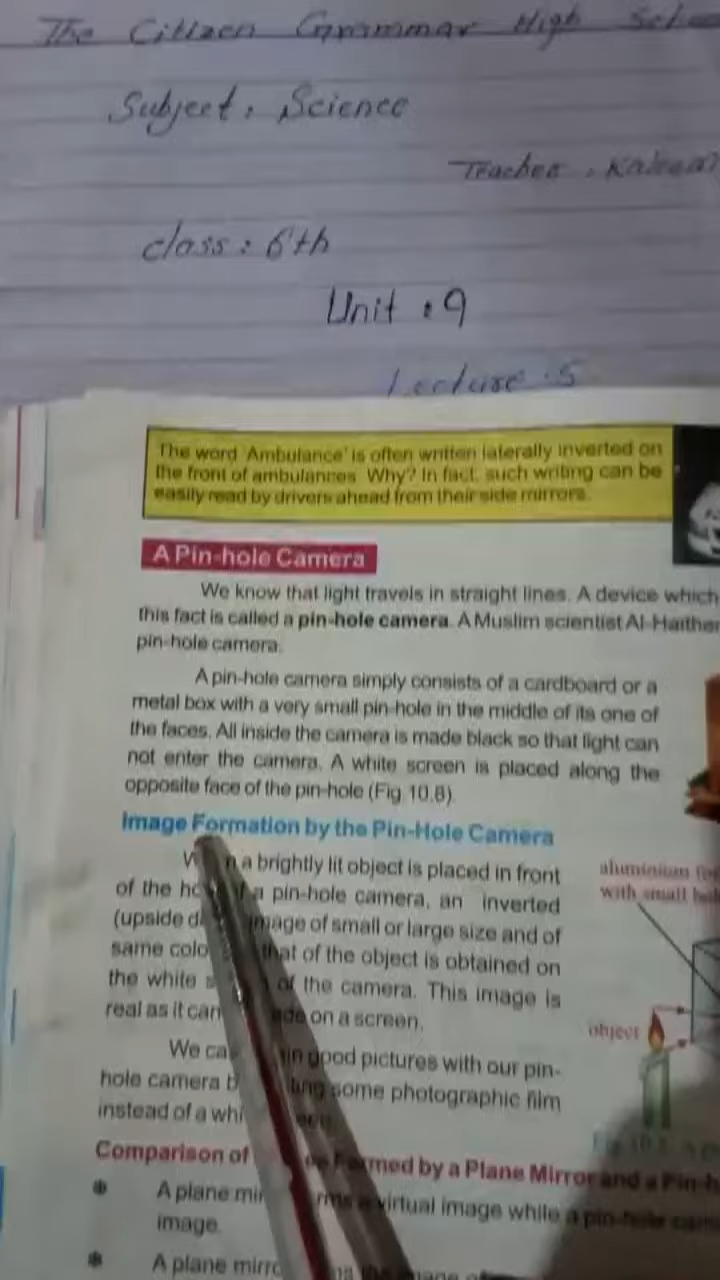 The Citizen Grammar High
Subject. Science
Teacher.
class: 6th
Unit: 9
Lecture. 5
The word 'Ambulance' is often written laterally inverted on
the front of ambulances. Why? In fact, such writing can be
easily read by drivers ahead from their side mirrors.
A Pin-hole Camera
We know that light travels in straight lines. A device which
this fact is called a pin-hole camera. A Muslim scientist Al-Haither
pin-hole camera.
A pin-hole camera simply consists of a cardboard or a
metal box with a very small pin-hole in the middle of its one of
the faces. All inside the camera is made black so that light can
not enter the camera. A white screen is placed along the
opposite face of the pin-hole (Fig 10.8).
Image Formation by the Pin-Hole Camera
a brightly lit object is placed in front
of the a pin-hole camera, an inverted
(upside image of small or large size and of
same that of the object is obtained on
the white of the camera. This image is
real as it can on a screen.
We good pictures with our pin-
hole camera some photographic film
instead of a
aluminium
with small
object
Comparison of by a Plane Mirror and a
A plane virtual image while a pin-hole
image.
A plane